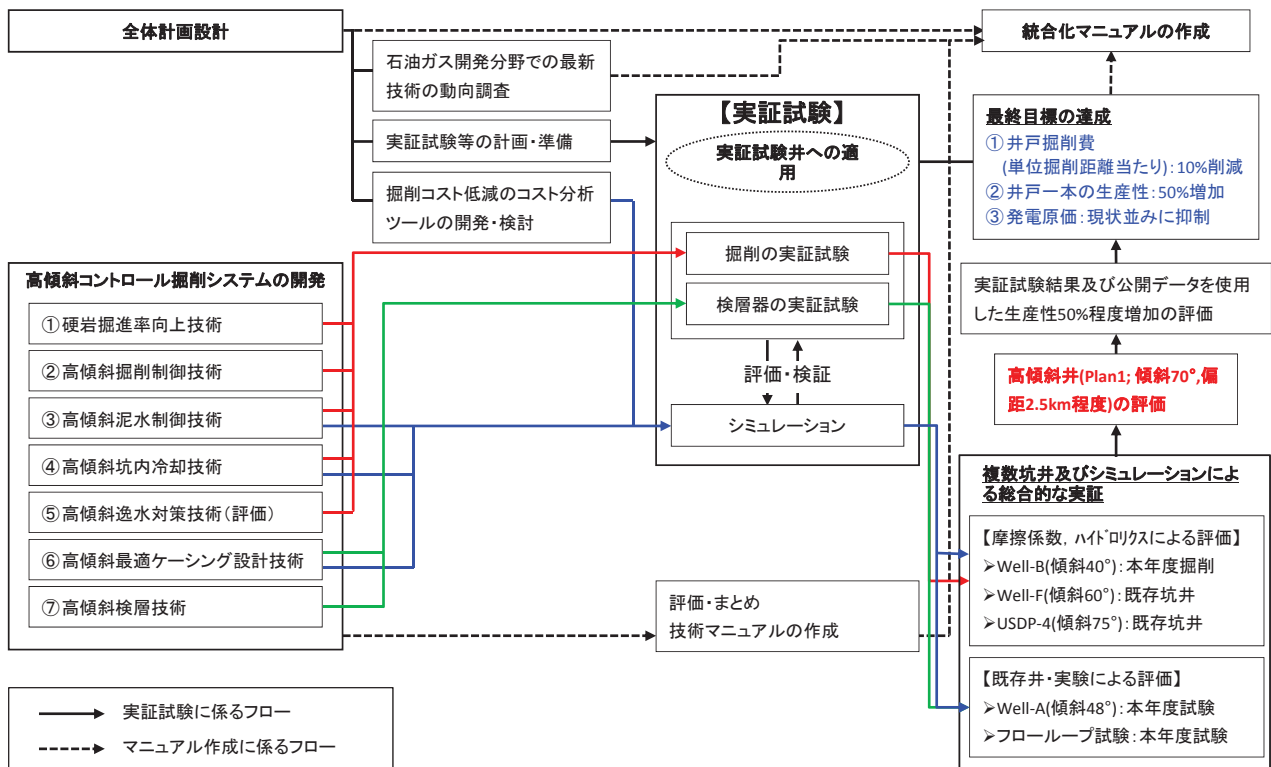 全体計画設計
石油ガス開発分野での最新
技術の動向調査
実証試験等の計画・準備
掘削コスト低減のコスト分析
ツールの開発・検討
高傾斜コントロール掘削システムの開発
①硬岩掘進率向上技術
②高傾斜掘削制御技術
③高傾斜泥水制御技術
④高傾斜坑内冷却技術
⑤高傾斜逸水対策技術(評価)
⑥高傾斜最適ケーシング設計技術
⑦高傾斜検層技術
【実証試験】
実証試験井への適
用
掘削の実証試験
検層器の実証試験
評価・検証
シミュレーション
評価・まとめ
技術マニュアルの作成
統合化マニュアルの作成
最終目標の達成
①井戸掘削費
(単位掘削距離当たり):10%削減
②井戸一本の生産性:50%増加
③発電原価:現状並みに抑制
実証試験結果及び公開データを使用
した生産性50%程度増加の評価
高傾斜井(Plan1; 傾斜70°,偏
距2.5km程度)の評価
複数坑井及びシミュレーションによ
る総合的な実証
【摩擦係数, ハイドロリクスによる評価】
➢Well-B(傾斜40°):本年度掘削
➢Well-F(傾斜60°):既存坑井
➢USDP-4(傾斜75°):既存坑井
【既存井・実験による評価】
➢Well-A(傾斜48°):本年度試験
➢フローループ試験:本年度試験
実証試験に係るフロー
マニュアル作成に係るフロー